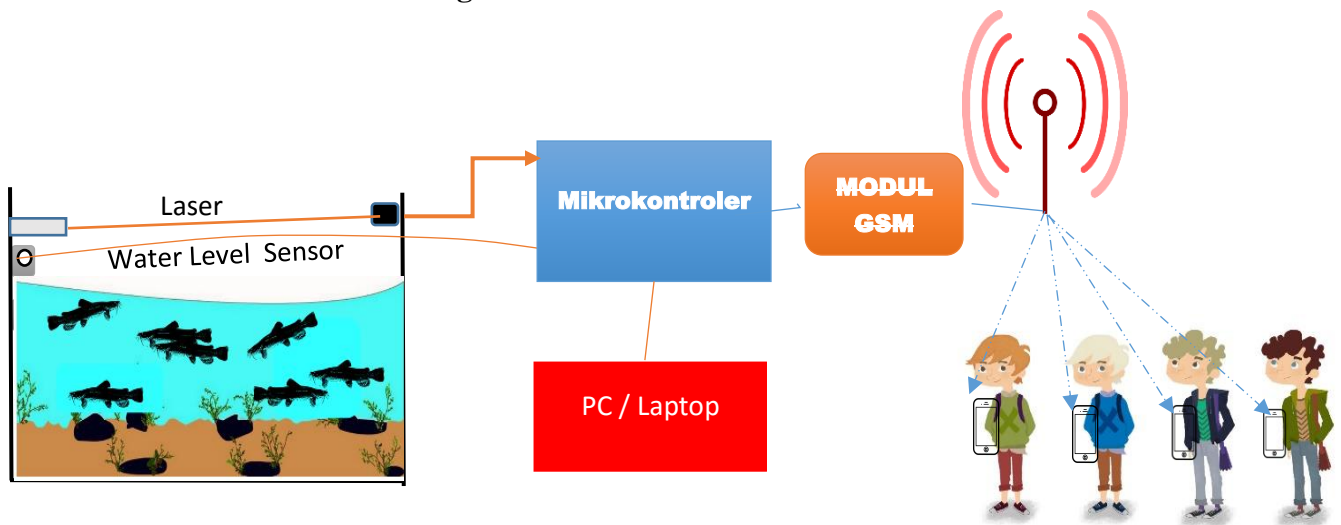 Laser
Water Level Sensor
Mikrokontroler
MODUL
GSM
PC / Laptop